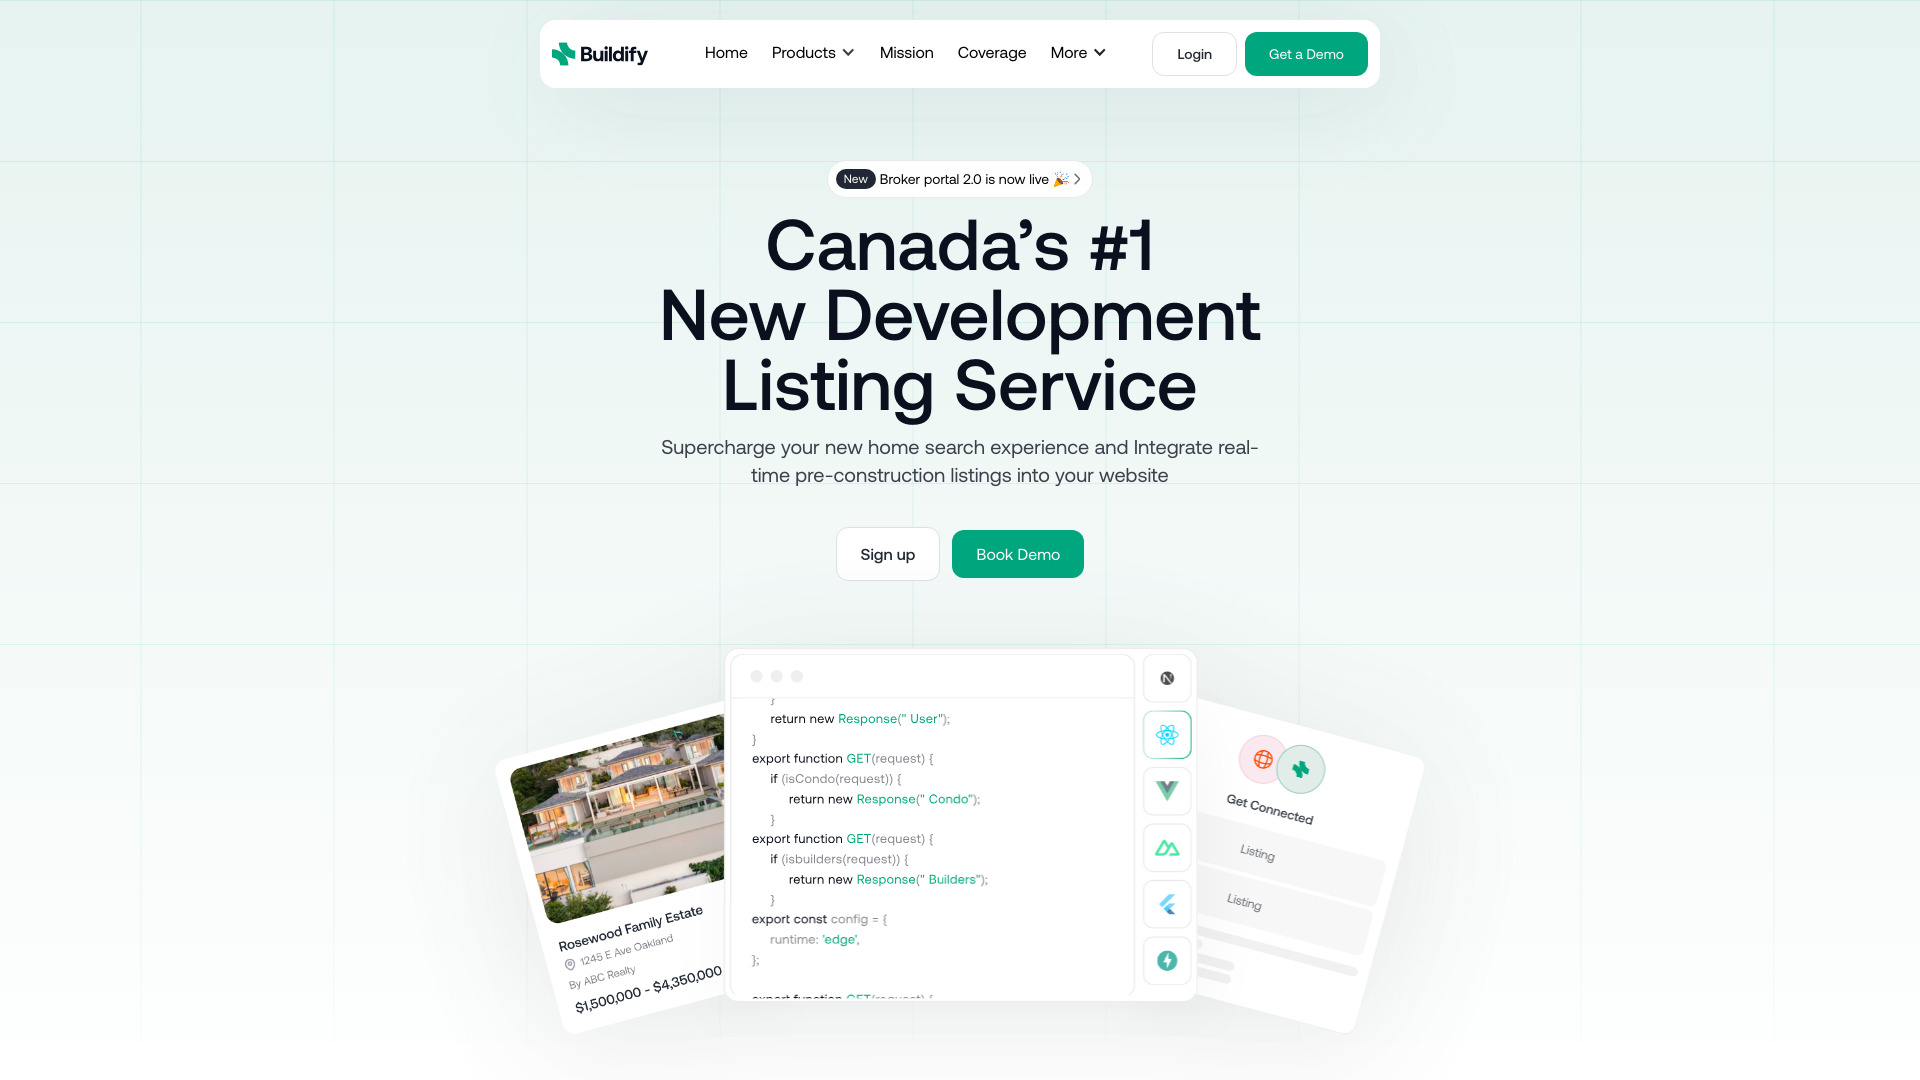 Buildify
Home
Products
Mission
Coverage
More
Login
Get a Demo
New Broker portal 2.0 is now live 🎉
Canada’s #1
New Development
Listing Service
Supercharge your new home search experience and Integrate real-
time pre-construction listings into your website
Sign up
Book Demo
}
return new Response(" User");
}
export function GET(request) {
if (isCondo(request)) {
return new Response(" Condo");
}
export function GET(request) {
if (isbuilders(request)) {
return new Response(" Builders");
}
export const config = {
runtime: 'edge',
};
export function GET(request) {
Rosewood Family Estate
1245 E Ave Oakland
By ABC Realty
$1,500,000 - $4,350,000
Get Connected
Listing
Listing